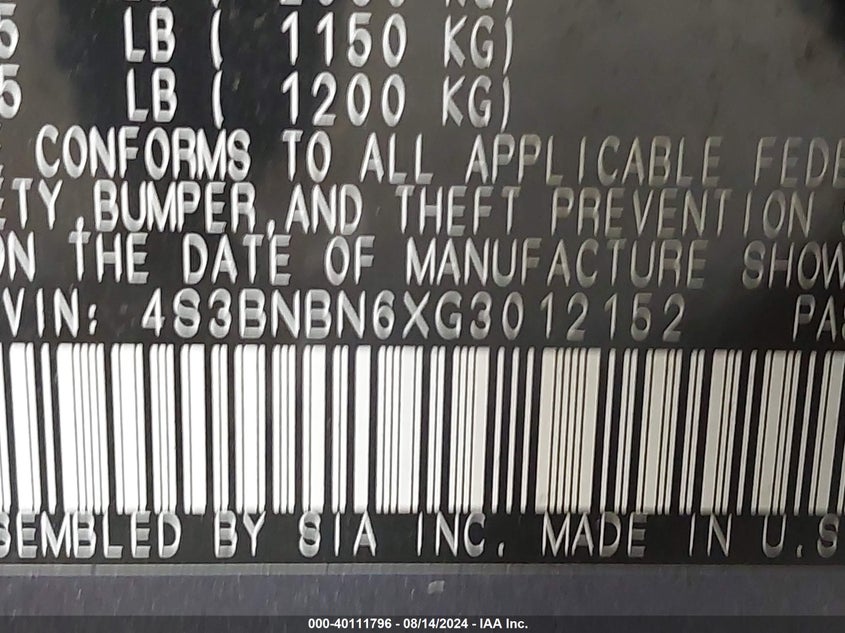 5 LB ( 1150 KG)
5 LB ( 1200 KG)
CONFORMS TO ALL APPLICABLE FEDE
ETY, BUMPER, AND THEFT PREVENTION
ON THE DATE OF MANUFACTURE SHOW
VIN: 4S3BNBN6XG3012152 PAS
SEMBLED BY SIA INC. MADE IN U.S
000-40111796 - 08/14/2024 - IAA Inc.